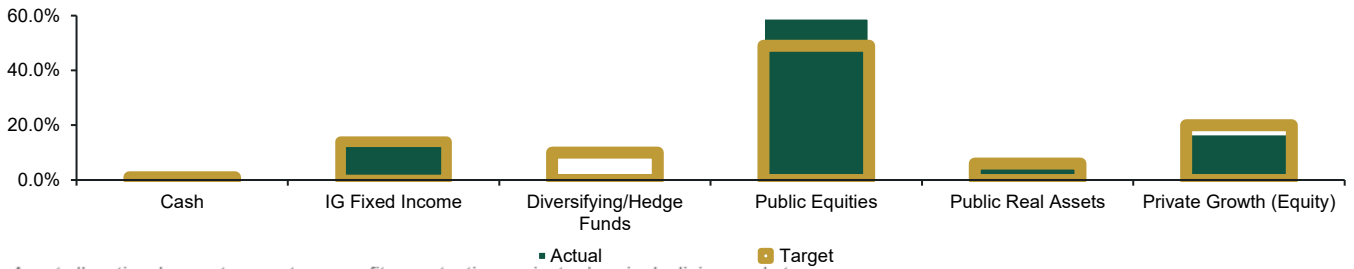 60.0%
40.0%
20.0%
0.0%
Cash
IG Fixed Income
Diversifying/Hedge
Funds
Public Equities
Public Real Assets
Private Growth (Equity)
Actual
Target